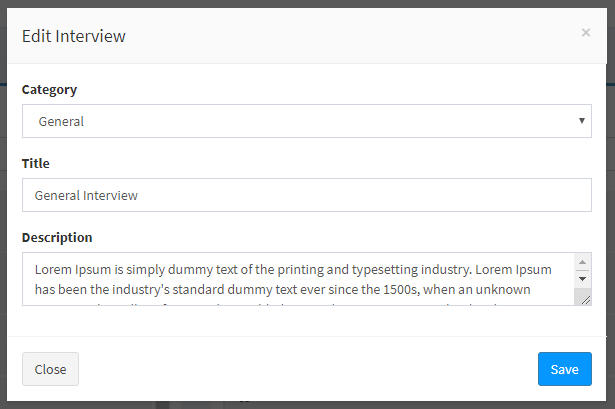 Edit Interview
×
Category
General
Title
General Interview
Description
Lorem Ipsum is simply dummy text of the printing and typesetting industry. Lorem Ipsum
has been the industry's standard dummy text ever since the 1500s, when an unknown
Close
Save